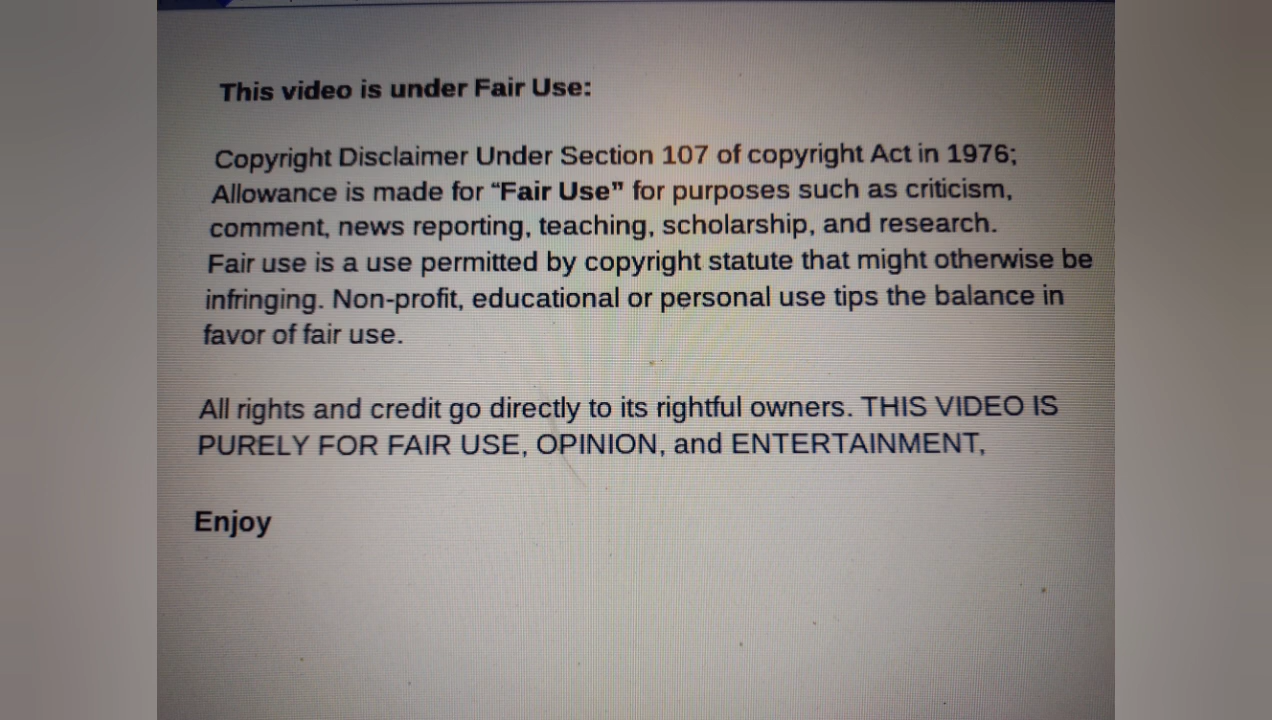 This video is under Fair Use:
Copyright Disclaimer Under Section 107 of copyright Act in 1976;
Allowance is made for “Fair Use” for purposes such as criticism,
comment, news reporting, teaching, scholarship, and research.
Fair use is a use permitted by copyright statute that might otherwise be
infringing. Non-profit, educational or personal use tips the balance in
favor of fair use.
All rights and credit go directly to its rightful owners. THIS VIDEO IS
PURELY FOR FAIR USE, OPINION, and ENTERTAINMENT,
Enjoy